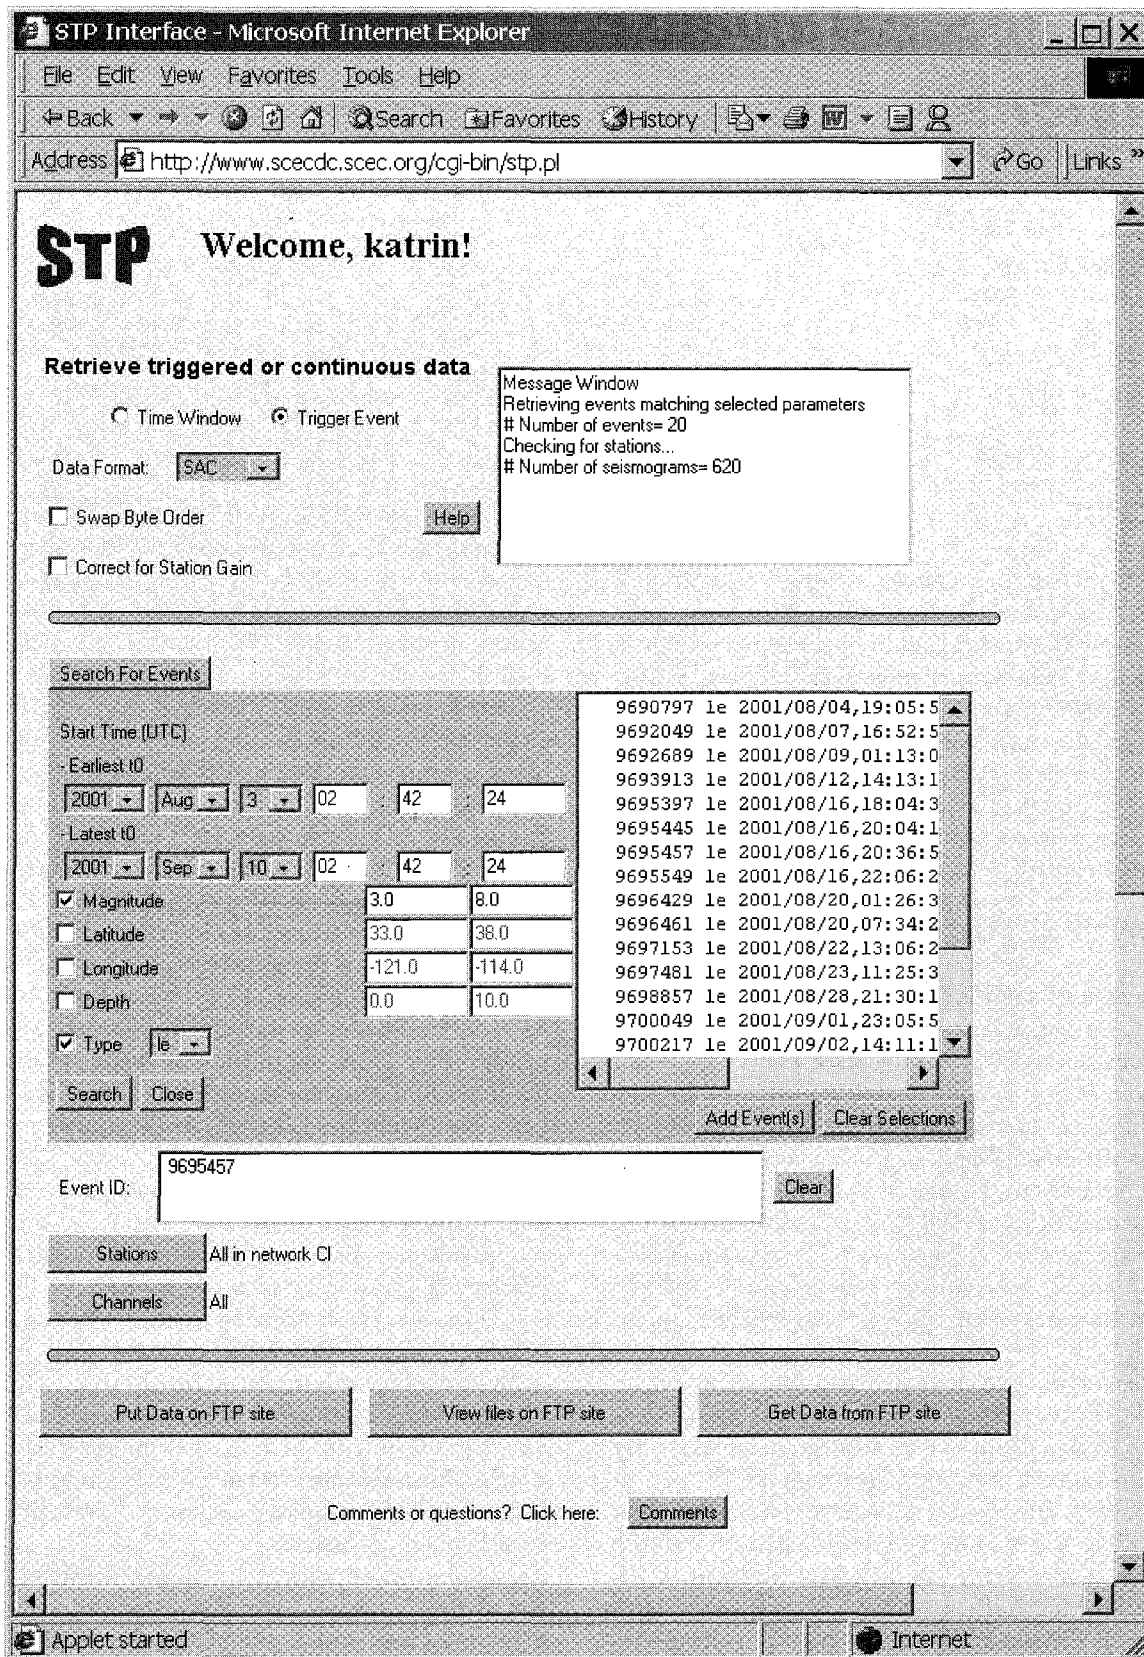 STP Interface - Microsoft Internet Explorer
File Edit View Favorites Tools Help
Back Search Favorites History
Address http://www.scecdc.scec.org/cgi-bin/stp.pl Go Links »
STP Welcome, katrin!
Retrieve triggered or continuous data
Time Window Trigger Event
Data Format: SAC
Swap Byte Order Help
Correct for Station Gain
Message Window
Retrieving events matching selected parameters
# Number of events= 20
Checking for stations...
# Number of seismograms= 620
Search For Events
Start Time (UTC)
- Earliest t0
2001 Aug 3 02 : 42 : 24
- Latest t0
2001 Sep 10 02 : 42 : 24
Magnitude 3.0 8.0
Latitude 33.0 38.0
Longitude -121.0 -114.0
Depth 0.0 10.0
Type le
Search Close
9690797 le 2001/08/04,19:05:5
9692049 le 2001/08/07,16:52:5
9692689 le 2001/08/09,01:13:0
9693913 le 2001/08/12,14:13:1
9695397 le 2001/08/16,18:04:3
9695445 le 2001/08/16,20:04:1
9695457 le 2001/08/16,20:36:5
9695549 le 2001/08/16,22:06:2
9696429 le 2001/08/20,01:26:3
9696461 le 2001/08/20,07:34:2
9697153 le 2001/08/22,13:06:2
9697481 le 2001/08/23,11:25:3
9698857 le 2001/08/28,21:30:1
9700049 le 2001/09/01,23:05:5
9700217 le 2001/09/02,14:11:1
Add Event(s) Clear Selections
Event ID: 9695457 Clear
Stations All in network CI
Channels All
Put Data on FTP site View files on FTP site Get Data from FTP site
Comments or questions? Click here: Comments
Applet started Internet